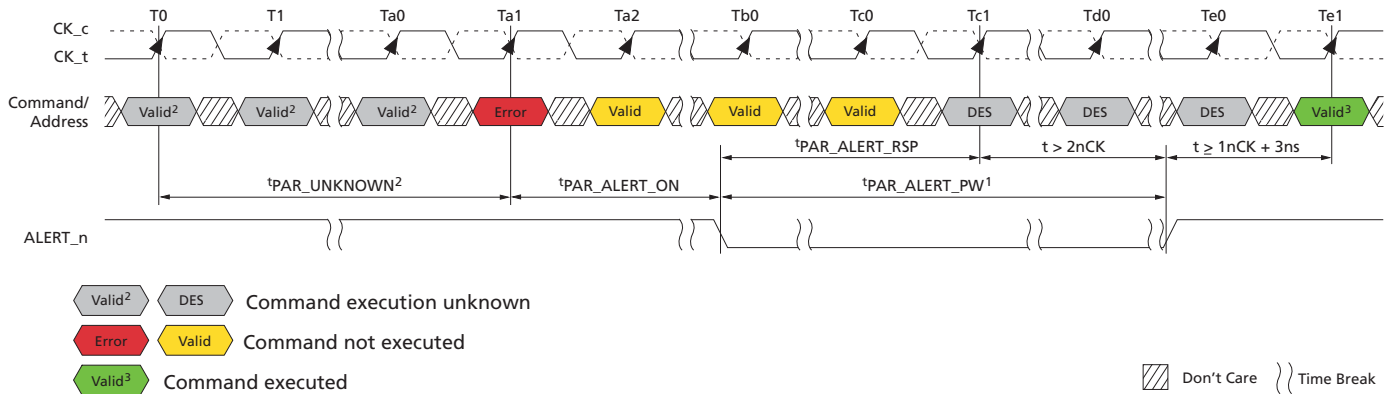 T0 T1 Ta0 Ta1 Ta2 Tb0 Tc0 Tc1 Td0 Te0 Te1
CK_c
CK_t
Command/
Address
Valid² Valid² Valid² Error Valid Valid Valid DES DES DES Valid³
tPAR_ALERT_RSP t > 2nCK t ≥ 1nCK + 3ns
tPAR_UNKNOWN² tPAR_ALERT_ON tPAR_ALERT_PW¹
ALERT_n
Valid² DES Command execution unknown
Error Valid Command not executed
Valid³ Command executed
Don't Care Time Break